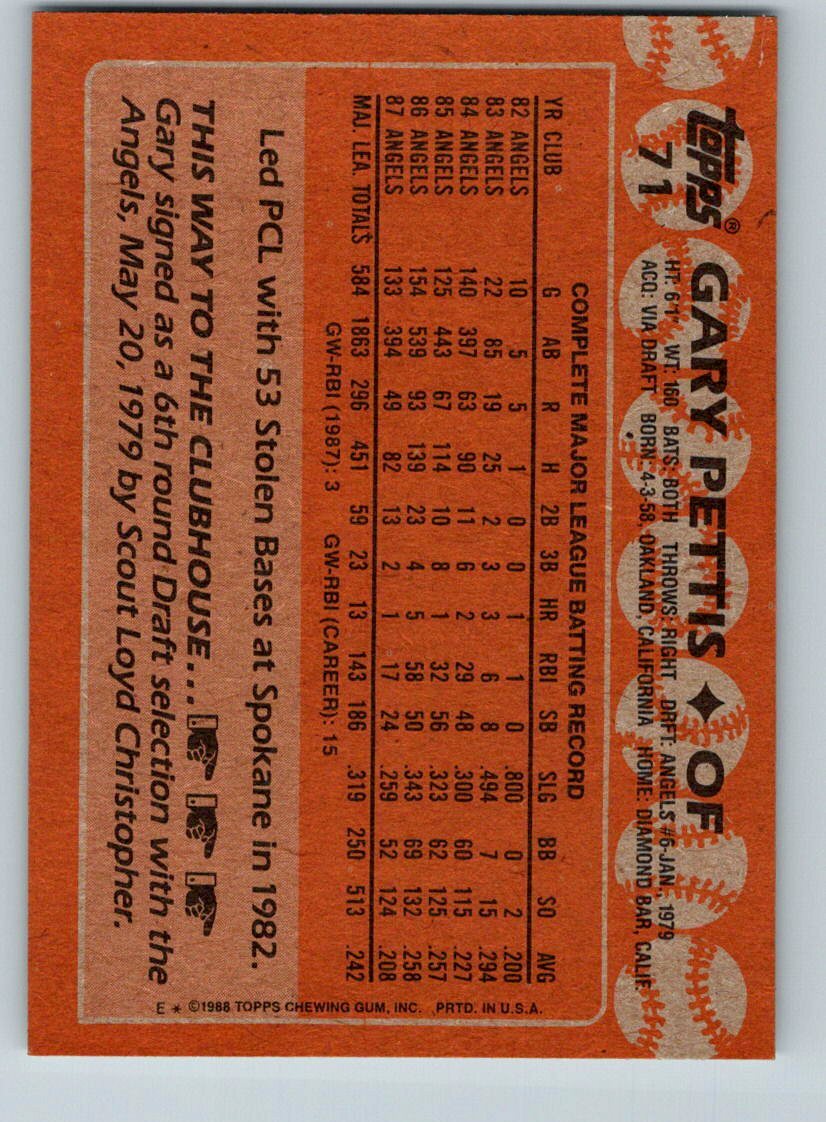 topps®
71
GARY PETTIS ✦ OF
HT: 6'1" WT: 160 BATS: BOTH THROWS: RIGHT DRFT: ANGELS #6-JAN., 1979
ACQ: VIA DRAFT BORN: 4-3-58, OAKLAND, CALIFORNIA HOME: DIAMOND BAR, CALIF.
COMPLETE MAJOR LEAGUE BATTING RECORD
YR CLUB G AB R H 2B 3B HR RBI SB SLG BB SO AVG
82 ANGELS 10 5 5 1 0 0 1 1 0 .800 0 2 .200
83 ANGELS 22 85 19 25 2 3 3 6 8 .494 7 15 .294
84 ANGELS 140 397 63 90 11 6 2 29 48 .300 60 115 .227
85 ANGELS 125 443 67 114 10 8 1 32 56 .323 62 125 .257
86 ANGELS 154 539 93 139 23 4 5 58 50 .343 69 132 .258
87 ANGELS 133 394 49 82 13 2 1 17 24 .259 52 124 .208
MAJ. LEA. TOTALS 584 1863 296 451 59 23 13 143 186 .319 250 513 .242
GW-RBI (1987): 3 GW-RBI (CAREER): 15
Led PCL with 53 Stolen Bases at Spokane in 1982.
THIS WAY TO THE CLUBHOUSE...
Gary signed as a 6th round Draft selection with the
Angels, May 20, 1979 by Scout Loyd Christopher.
E * ©1988 TOPPS CHEWING GUM, INC. PRTD. IN U.S.A.